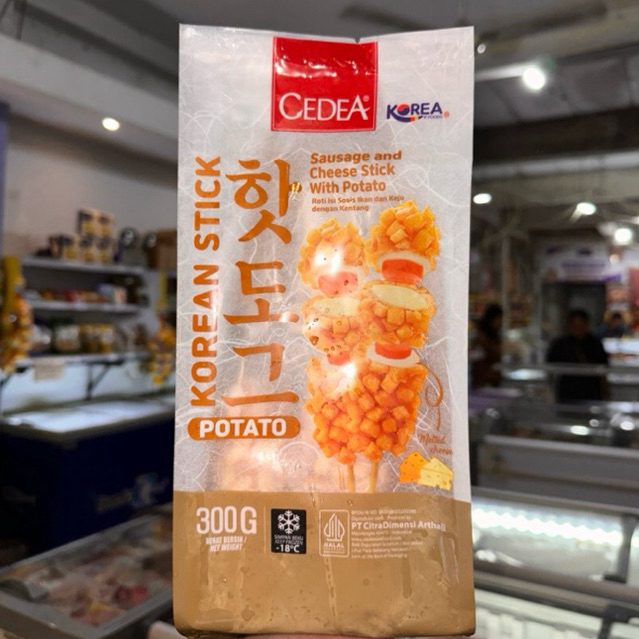 CEDEA
KOREA
Sausage and
Cheese Stick
With Potato
Roti Isi Sosis Ikan dan Keju
dengan Kentang
KOREAN STICK
핫도그
POTATO
Melted
cheese
300G
BERAT BERSIH /
NET WEIGHT
SIMPAN BEKU
KEEP FROZEN
-18°C
HALAL
PT CitraDimensi Arthali